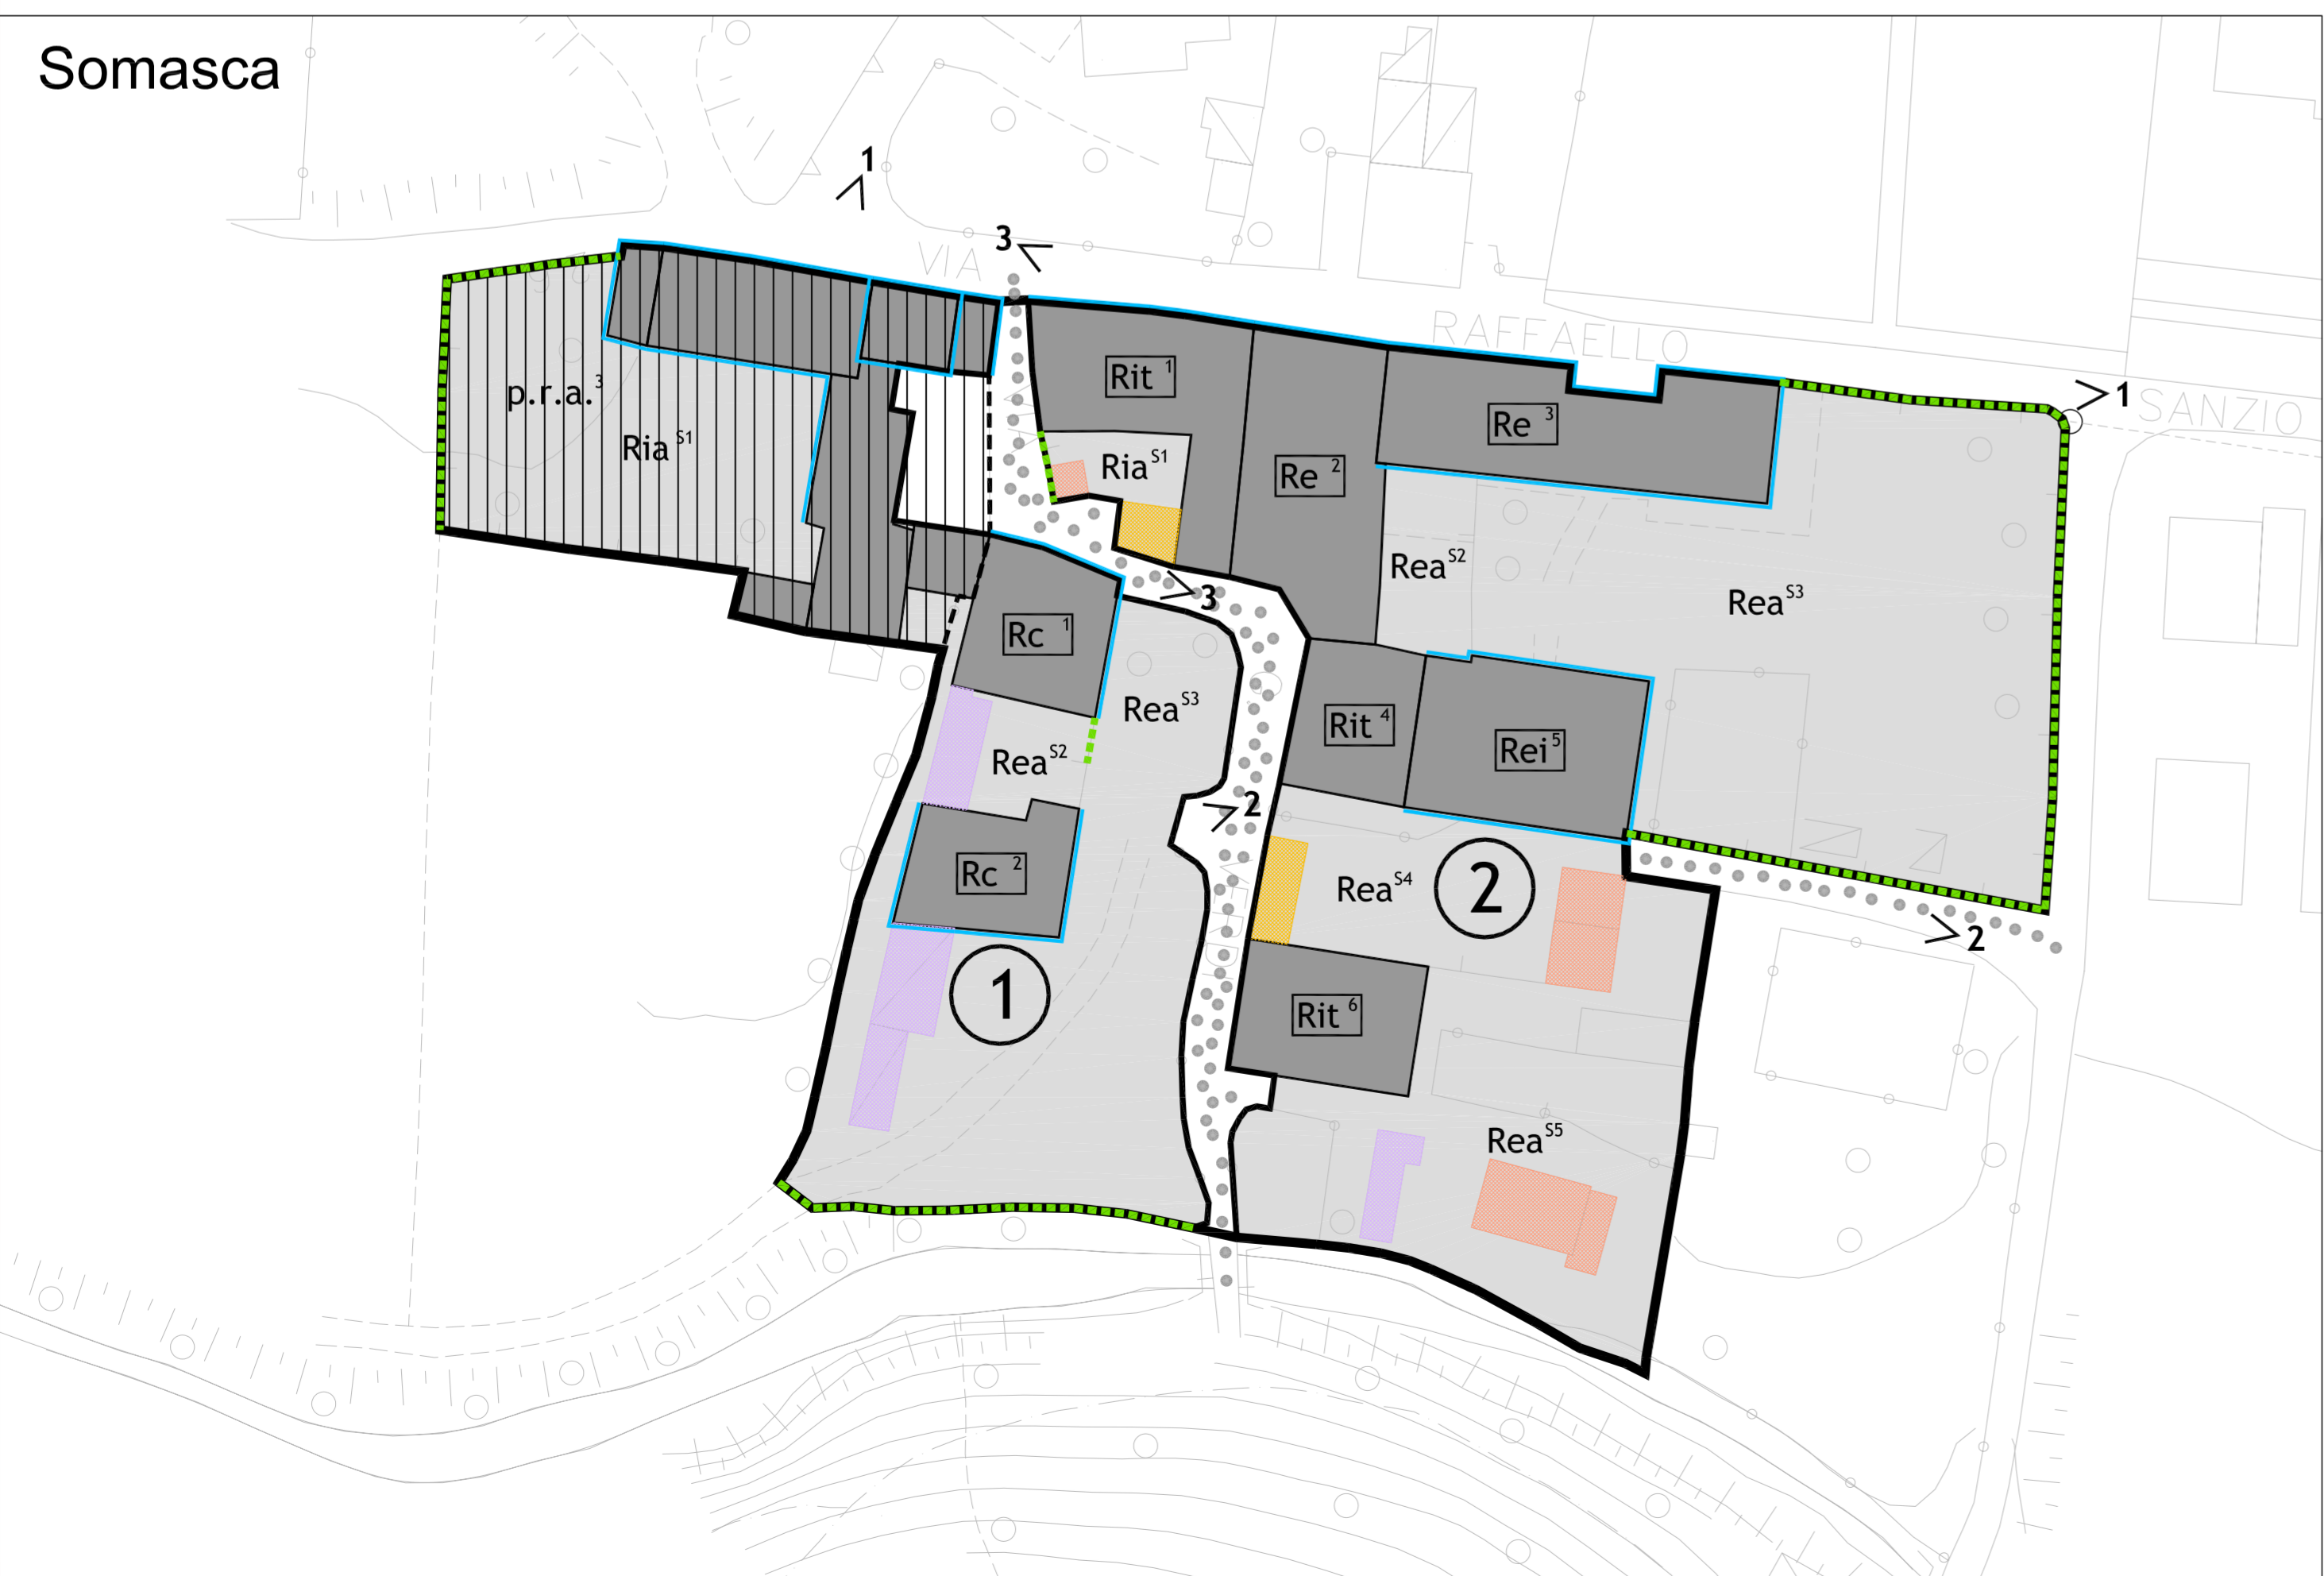 Somasca
1
3
VIA
RAFFAELLO
1
SANZIO
p.r.a. 3
Ria S1
Rit 1
Ria S1
Re 2
Re 3
Rea S2
Rea S3
3
Rc 1
Rea S3
Rea S2
Rit 4
Rei 5
2
Rc 2
Rea S4
2
2
1
Rit 6
Rea S5